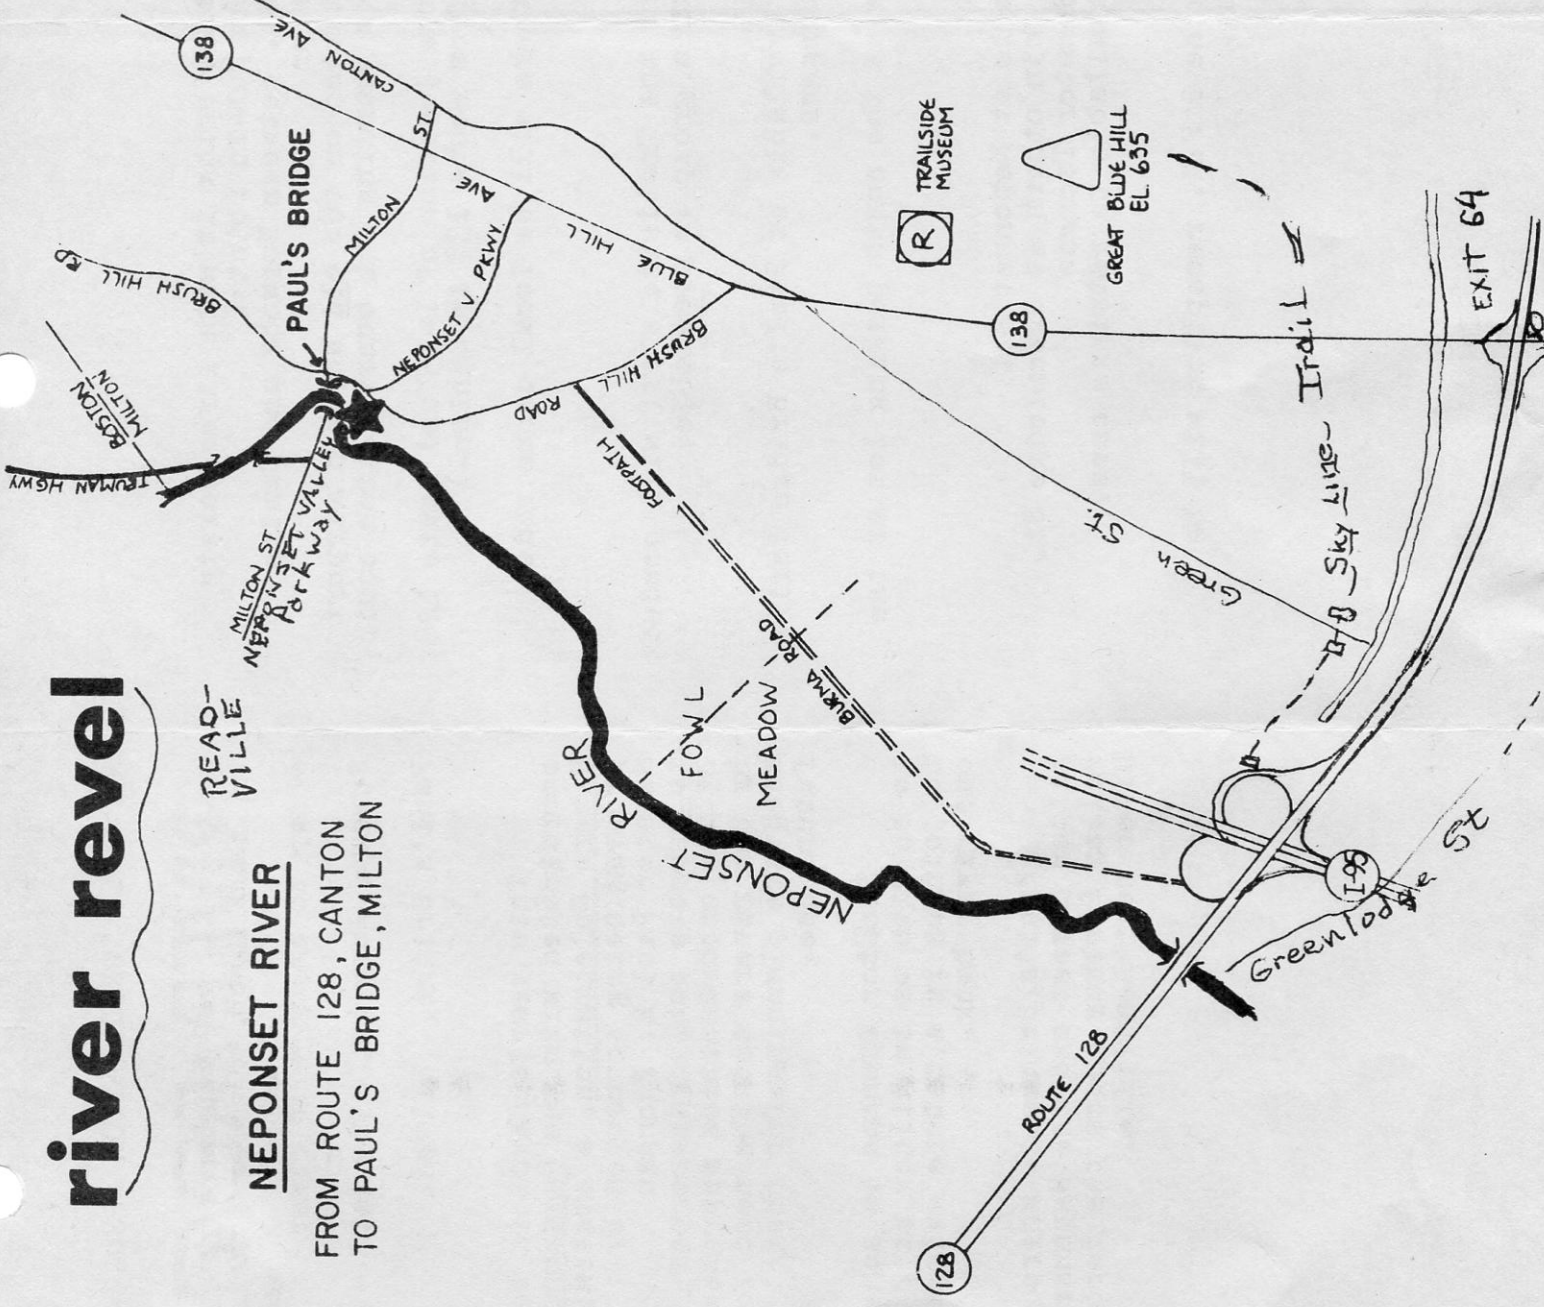 river revel
NEPONSET RIVER
FROM ROUTE 128, CANTON
TO PAUL'S BRIDGE, MILTON
READ-
VILLE
MILTON ST
NEPONSET VALLEY
Parkway
TRUMAN HGWY
BOSTON
MILTON
BRUSH HILL RD
PAUL'S BRIDGE
138
CANTON AVE.
MILTON ST.
NEPONSET V. PKWY.
BLUE HILL AVE.
BRUSH HILL ROAD
FOOTPATH
BURMA ROAD
FOWL
MEADOW
NEPONSET RIVER
R
TRAILSIDE
MUSEUM
GREAT BLUE HILL
EL. 635
138
Green St.
Sky Line Trail
EXIT 64
I-95
Greenlodge St
ROUTE 128
128